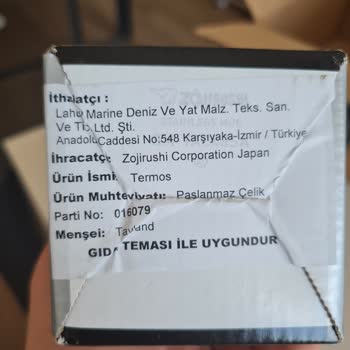 İthalatçı :
Lahu Marine Deniz Ve Yat Malz. Teks. San.
Ve Tic. Ltd. Şti.
Anadolu Caddesi No:548 Karşıyaka-İzmir / Türkiye
İhracatçı: Zojirushi Corporation Japan
Ürün İsmi: Termos
Ürün Muhteviyatı: Paslanmaz Çelik
Parti No: 016079
Menşei: Tayland
GIDA TEMASI İLE UYGUNDUR